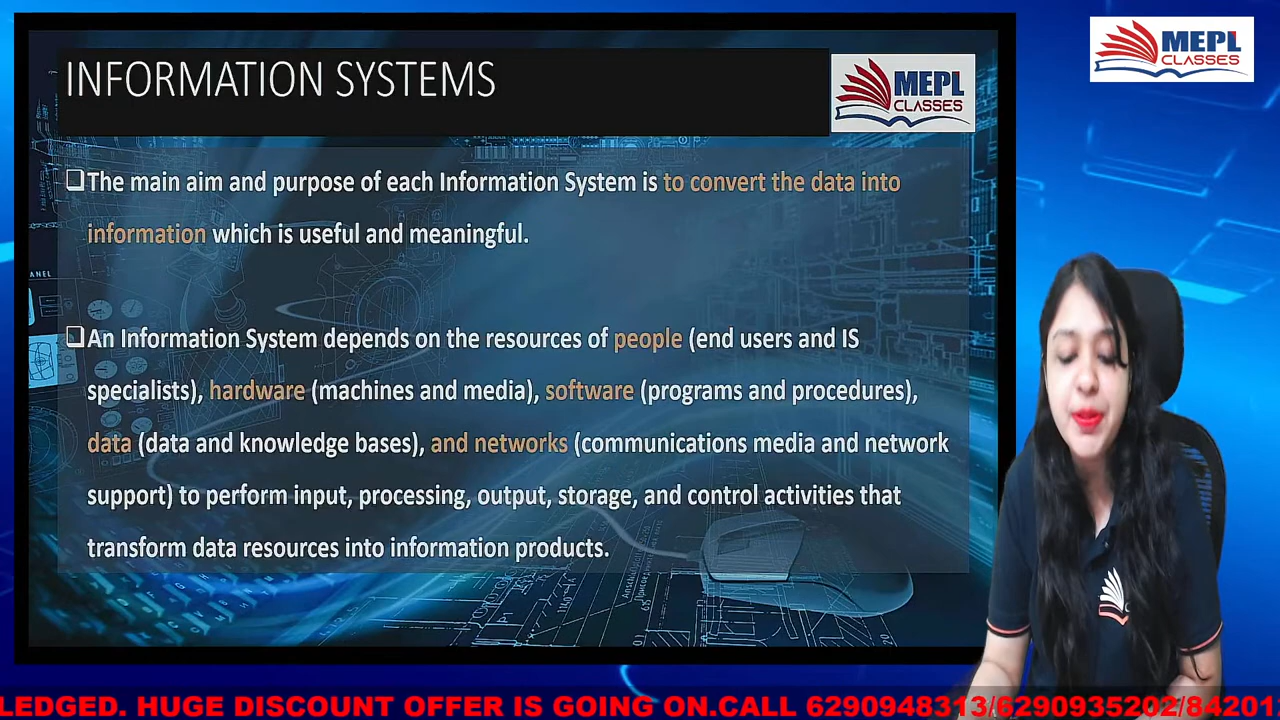 INFORMATION SYSTEMS
MEPL
CLASSES
MEPL
CLASSES
❑The main aim and purpose of each Information System is to convert the data into
information which is useful and meaningful.
❑An Information System depends on the resources of people (end users and IS
specialists), hardware (machines and media), software (programs and procedures),
data (data and knowledge bases), and networks (communications media and network
support) to perform input, processing, output, storage, and control activities that
transform data resources into information products.
ANEL
LEDGED. HUGE DISCOUNT OFFER IS GOING ON.CALL 6290948313/6290935202/84201